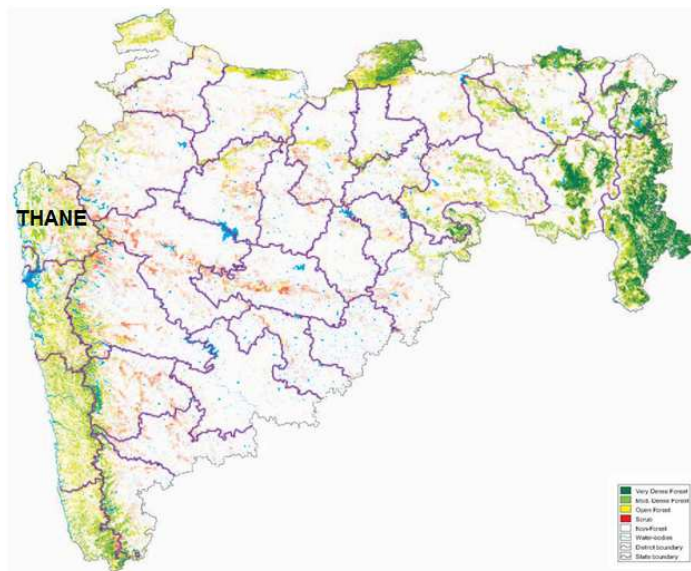 THANE
Very Dense Forest
Mod. Dense Forest
Open Forest
Scrub
Non-Forest
Water-bodies
District boundary
State boundary